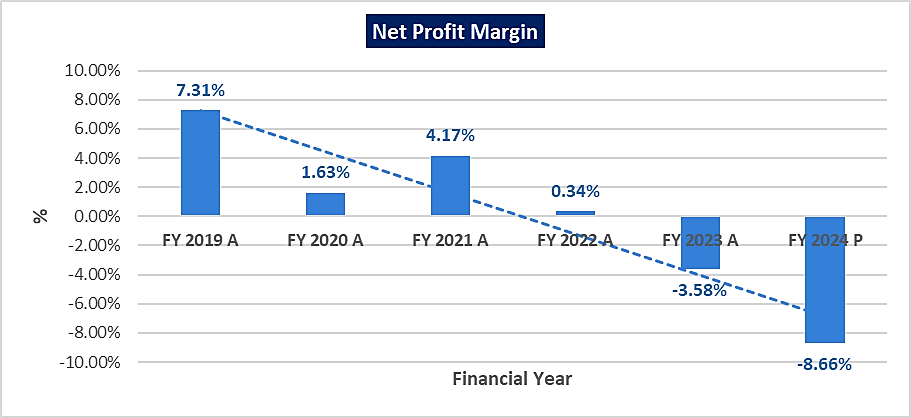 Net Profit Margin
10.00%
8.00%
6.00%
4.00%
2.00%
0.00%
-2.00%
-4.00%
-6.00%
-8.00%
-10.00%
%
7.31%
1.63%
4.17%
0.34%
-3.58%
-8.66%
FY 2019 A
FY 2020 A
FY 2021 A
FY 2022 A
FY 2023 A
FY 2024 P
Financial Year